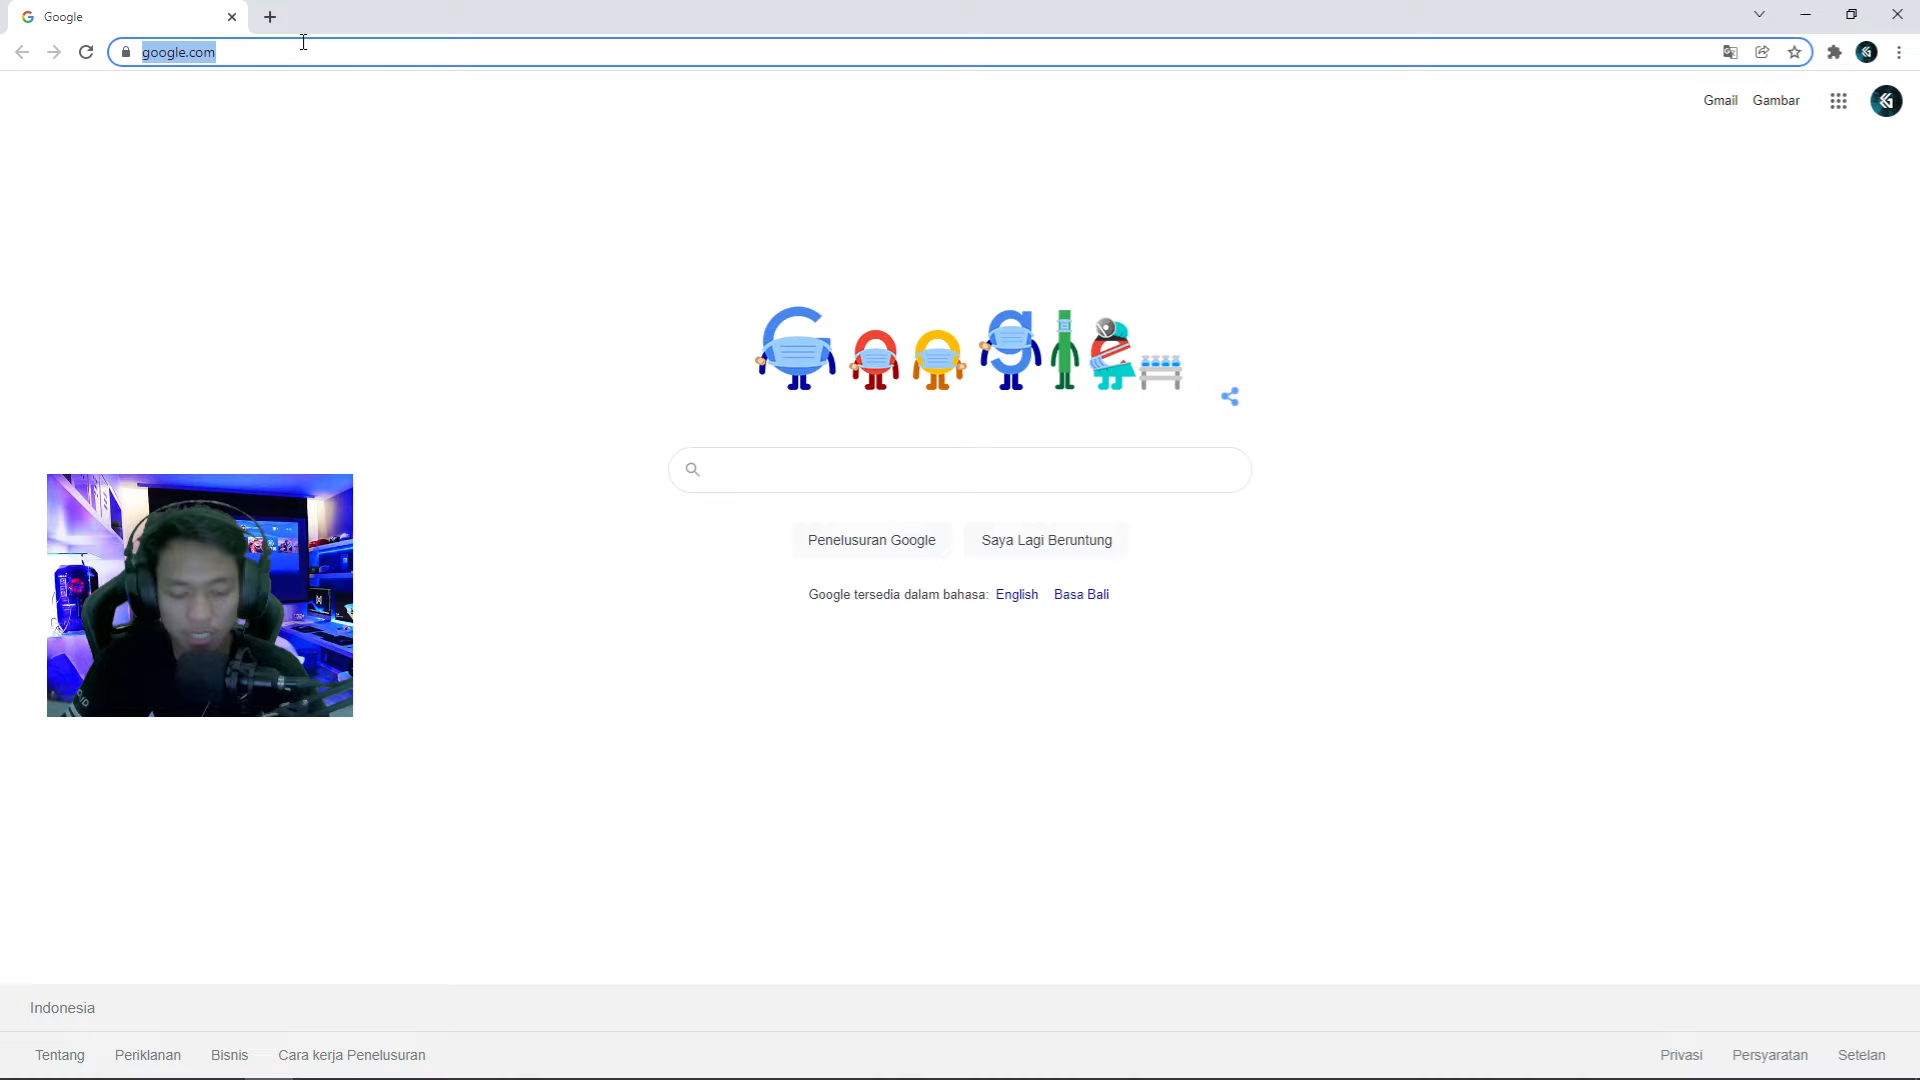 Google
google.com
Gmail Gambar
Google
Penelusuran Google Saya Lagi Beruntung
Google tersedia dalam bahasa: English Basa Bali
Indonesia
Tentang Periklanan Bisnis Cara kerja Penelusuran Privasi Persyaratan Setelan